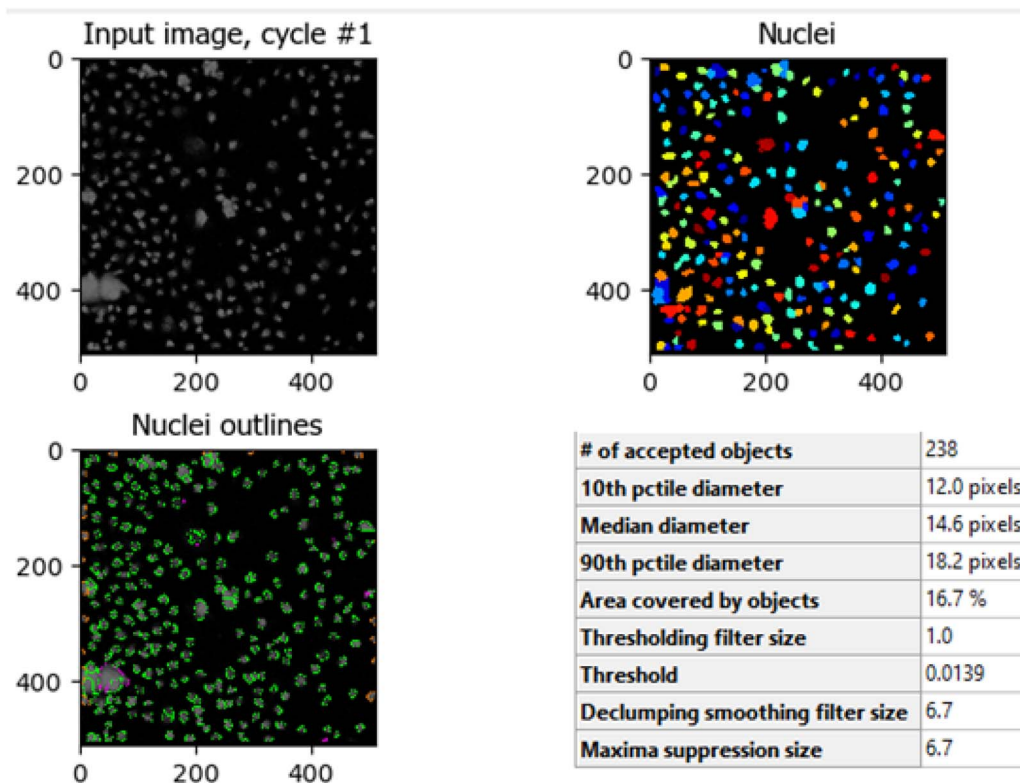 Input image, cycle #1
0
200
400
0 200 400
Nuclei
0
200
400
0 200 400
Nuclei outlines
0
200
400
0 200 400
# of accepted objects 238
10th pctile diameter 12.0 pixels
Median diameter 14.6 pixels
90th pctile diameter 18.2 pixels
Area covered by objects 16.7 %
Thresholding filter size 1.0
Threshold 0.0139
Declumping smoothing filter size 6.7
Maxima suppression size 6.7